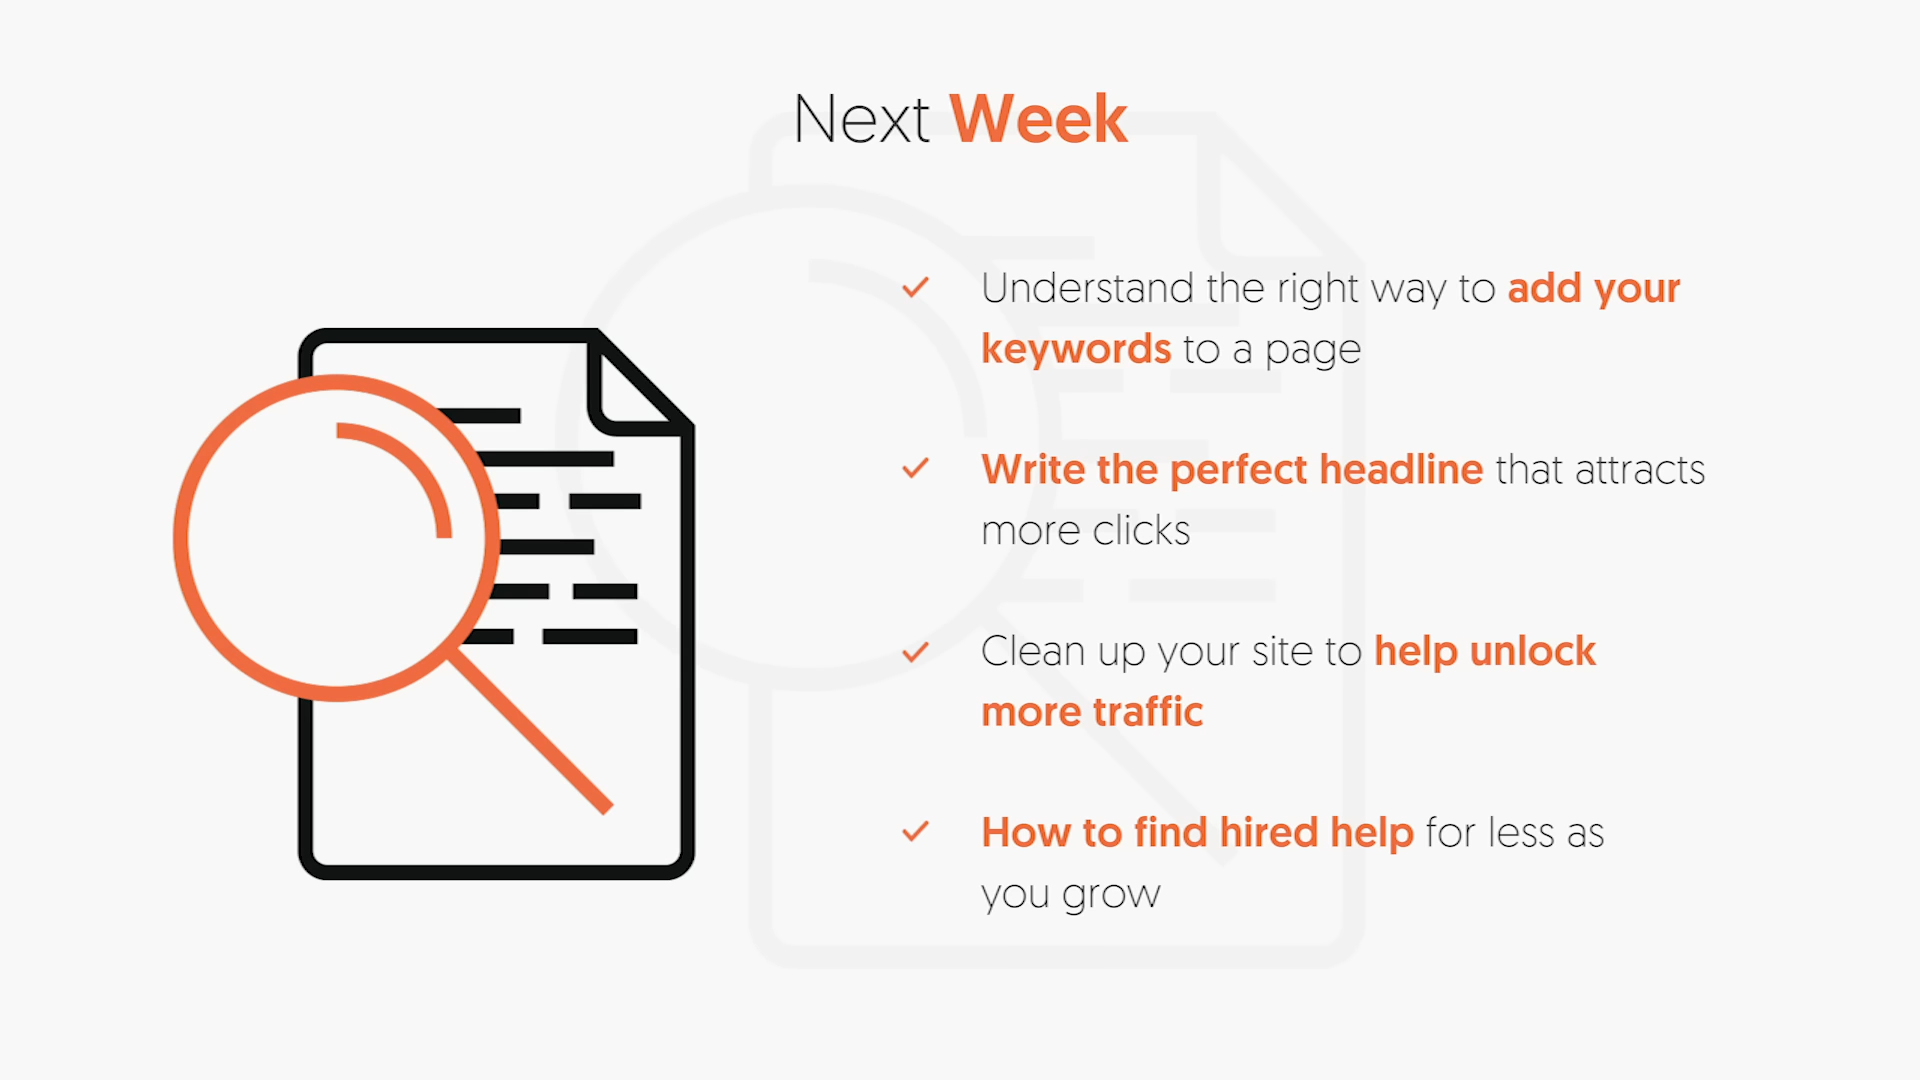 Next Week
Understand the right way to add your
keywords to a page
Write the perfect headline that attracts
more clicks
Clean up your site to help unlock
more traffic
How to find hired help for less as
you grow